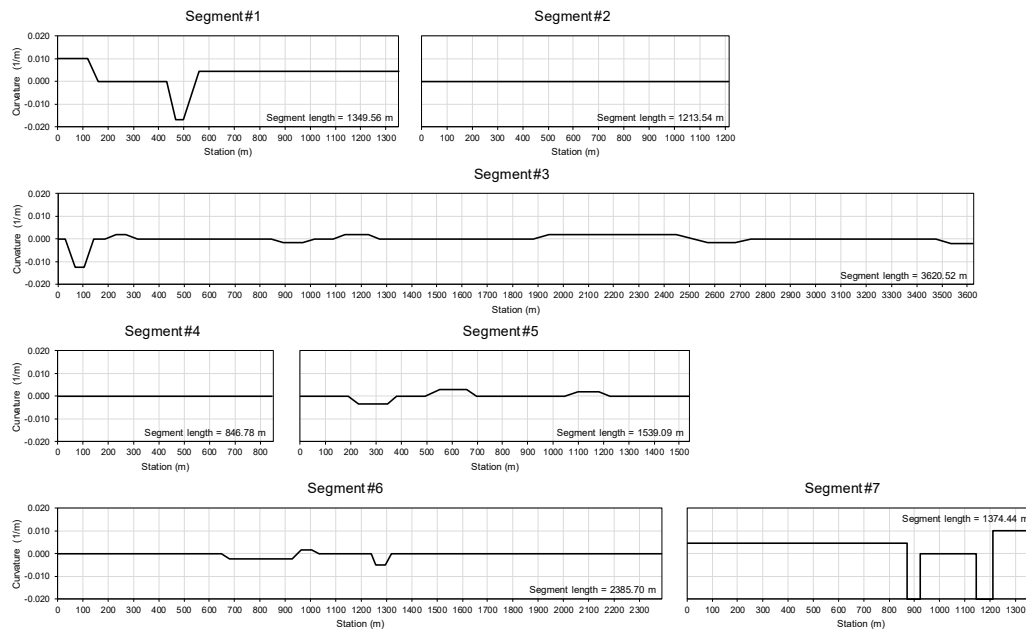 Segment#1
Segment#2
0.020
0.010
0.000
-0.010
-0.020
Curvature (1/m)
Segment length = 1349.56 m
Segment length = 1213.54 m
0 100 200 300 400 500 600 700 800 900 1000 1100 1200 1300
0 100 200 300 400 500 600 700 800 900 1000 1100 1200
Station (m)
Station (m)
Segment#3
0.020
0.010
0.000
-0.010
-0.020
Curvature (1/m)
Segment length = 3620.52 m
0 100 200 300 400 500 600 700 800 900 1000 1100 1200 1300 1400 1500 1600 1700 1800 1900 2000 2100 2200 2300 2400 2500 2600 2700 2800 2900 3000 3100 3200 3300 3400 3500 3600
Station (m)
Segment#4
Segment#5
0.020
0.010
0.000
-0.010
-0.020
Curvature (1/m)
Segment length = 846.78 m
Segment length = 1539.09 m
0 100 200 300 400 500 600 700 800
0 100 200 300 400 500 600 700 800 900 1000 1100 1200 1300 1400 1500
Station (m)
Station (m)
Segment#6
Segment#7
0.020
0.010
0.000
-0.010
-0.020
Curvature (1/m)
Segment length = 2385.70 m
Segment length = 1374.44 m
0 100 200 300 400 500 600 700 800 900 1000 1100 1200 1300 1400 1500 1600 1700 1800 1900 2000 2100 2200 2300
0 100 200 300 400 500 600 700 800 900 1000 1100 1200 1300
Station (m)
Station (m)